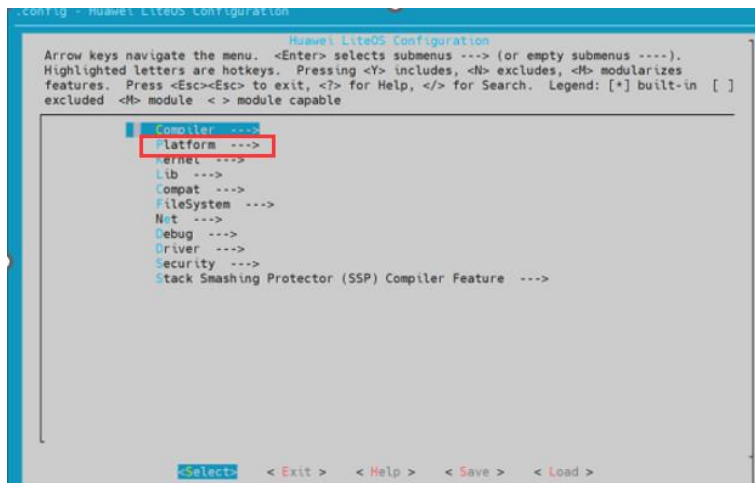 .config - Huawei LiteOS Configuration
Huawei LiteOS Configuration
Arrow keys navigate the menu. <Enter> selects submenus ---> (or empty submenus ----).
Highlighted letters are hotkeys. Pressing <Y> includes, <N> excludes, <M> modularizes
features. Press <Esc><Esc> to exit, <?> for Help, </> for Search. Legend: [*] built-in [ ]
excluded <M> module < > module capable
Compiler --->
Platform --->
Kernel --->
Lib --->
Compat --->
FileSystem --->
Net --->
Debug --->
Driver --->
Security --->
Stack Smashing Protector (SSP) Compiler Feature --->
<Select> < Exit > < Help > < Save > < Load >